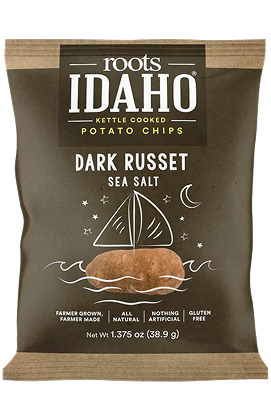 roots
IDAHO®
KETTLE COOKED
POTATO CHIPS
DARK RUSSET
SEA SALT
FARMER GROWN, FARMER MADE | ALL NATURAL | NOTHING ARTIFICIAL | GLUTEN FREE
Net Wt 1.375 oz (38.9 g)